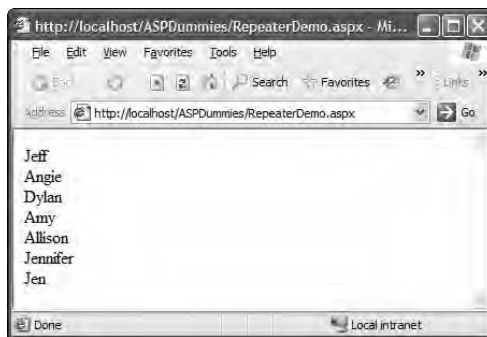 http://localhost/ASPDummies/RepeaterDemo.aspx - Mi...
File Edit View Favorites Tools Help
Back Search Favorites » Links »
Address http://localhost/ASPDummies/RepeaterDemo.aspx Go
Jeff
Angie
Dylan
Amy
Allison
Jennifer
Jen
Done Local intranet